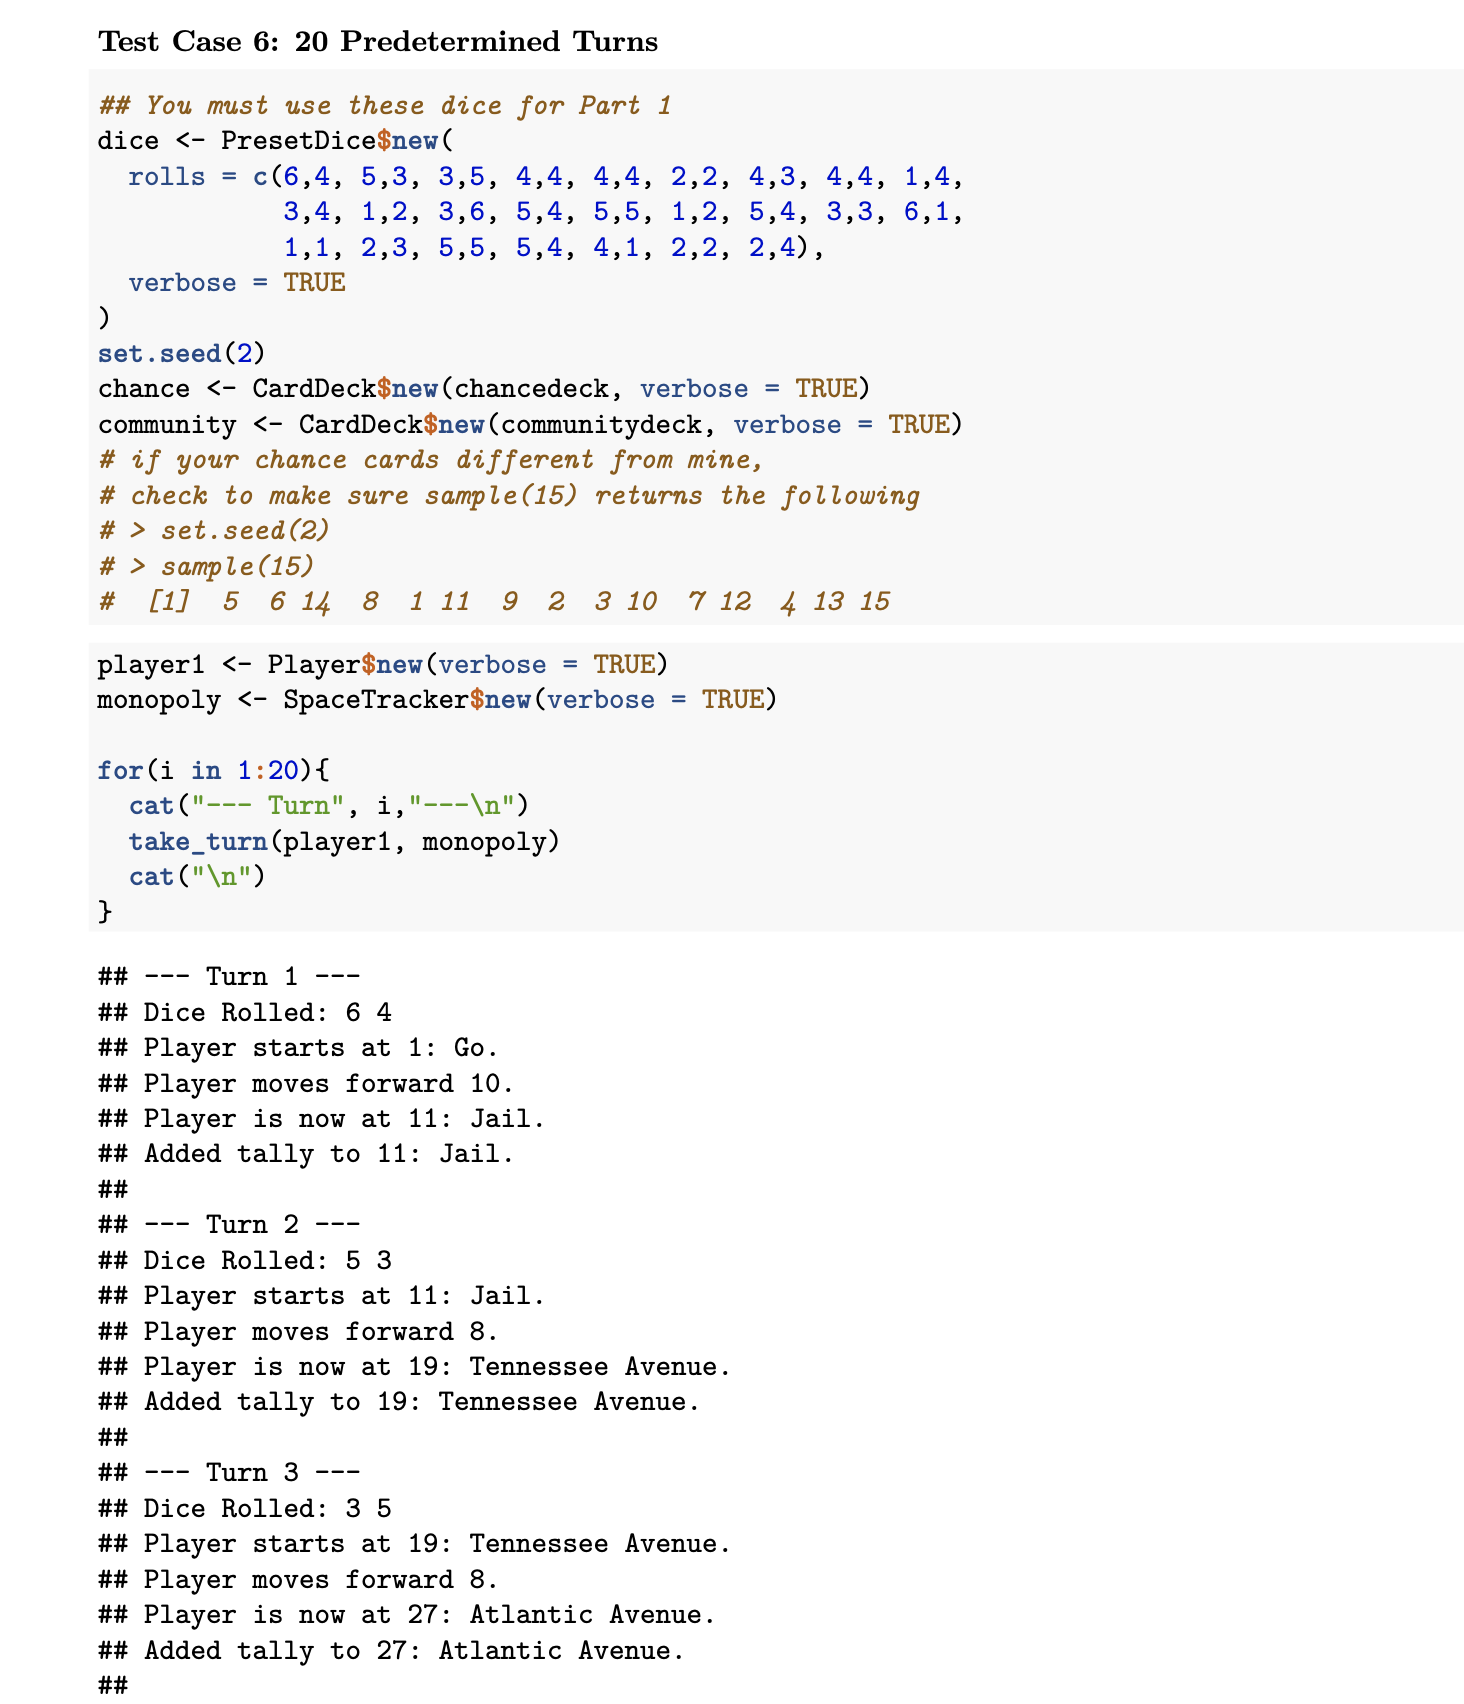 Test Case 6: 20 Predetermined Turns
## You must use these dice for Part 1
dice <- PresetDice$new(
  rolls = c(6,4, 5,3, 3,5, 4,4, 4,4, 2,2, 4,3, 4,4, 1,4,
            3,4, 1,2, 3,6, 5,4, 5,5, 1,2, 5,4, 3,3, 6,1,
            1,1, 2,3, 5,5, 5,4, 4,1, 2,2, 2,4),
  verbose = TRUE
)
set.seed(2)
chance <- CardDeck$new(chancedeck, verbose = TRUE)
community <- CardDeck$new(communitydeck, verbose = TRUE)
# if your chance cards different from mine,
# check to make sure sample(15) returns the following
# > set.seed(2)
# > sample(15)
#  [1]  5  6 14  8  1 11  9  2  3 10  7 12  4 13 15
player1 <- Player$new(verbose = TRUE)
monopoly <- SpaceTracker$new(verbose = TRUE)
for(i in 1:20){
  cat("--- Turn", i,"---\n")
  take_turn(player1, monopoly)
  cat("\n")
}
## --- Turn 1 ---
## Dice Rolled: 6 4
## Player starts at 1: Go.
## Player moves forward 10.
## Player is now at 11: Jail.
## Added tally to 11: Jail.
##
## --- Turn 2 ---
## Dice Rolled: 5 3
## Player starts at 11: Jail.
## Player moves forward 8.
## Player is now at 19: Tennessee Avenue.
## Added tally to 19: Tennessee Avenue.
##
## --- Turn 3 ---
## Dice Rolled: 3 5
## Player starts at 19: Tennessee Avenue.
## Player moves forward 8.
## Player is now at 27: Atlantic Avenue.
## Added tally to 27: Atlantic Avenue.
##